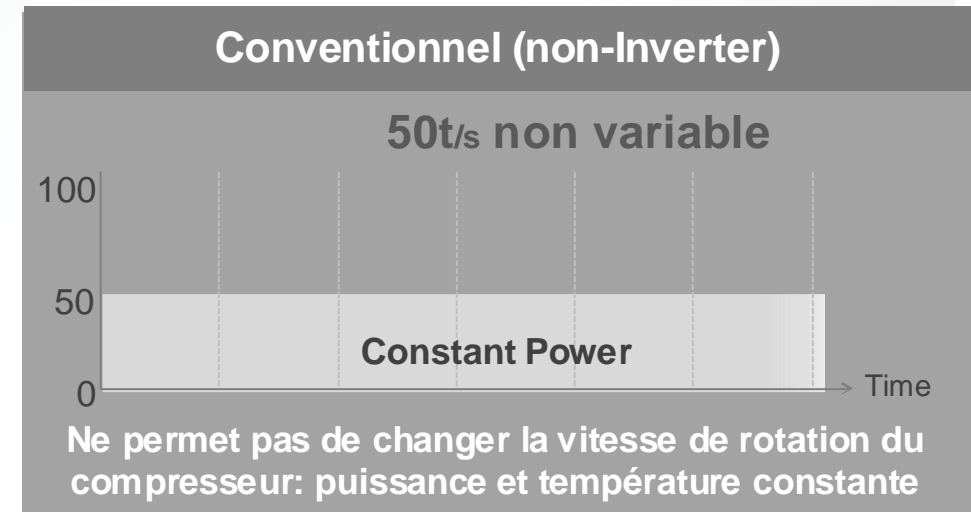 Conventionnel (non-Inverter)
50t/s non variable
100
50
Constant Power
0
Time
Ne permet pas de changer la vitesse de rotation du
compresseur: puissance et température constante